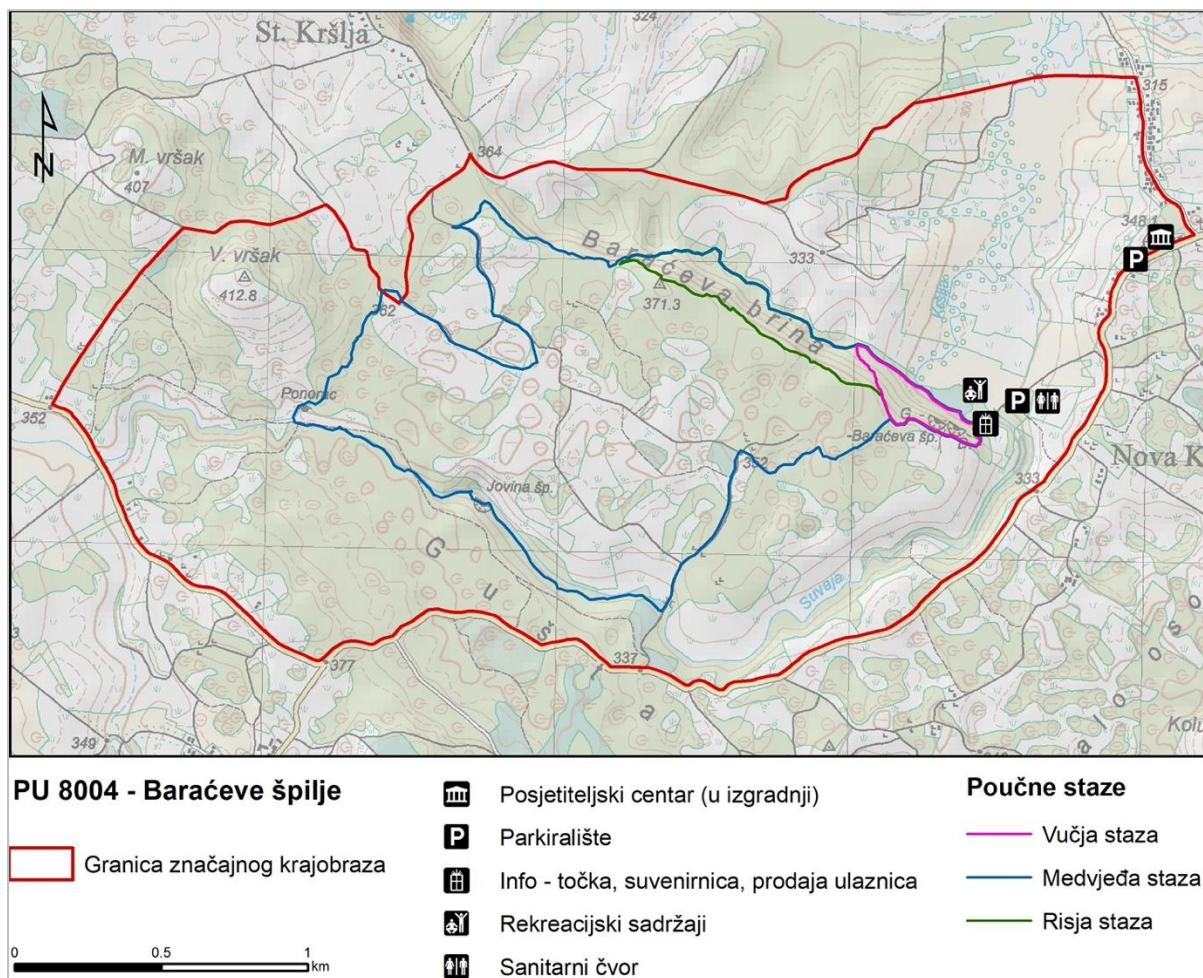 St. Kršlja
324
N
M. vršak
407
364
315
V. vršak
412.8
348.1
P
Baraćeva brina
333
371.3
362
Kršlja
Ponorac
352
P
Baraćeva šp.
352
Nova K
333
Jovina šp.
Suvaja
Gušta
337
377
349
Kolu
PU 8004 - Baraćeve špilje
Granica značajnog krajobraza
0 0.5 1
km
Posjetiteljski centar (u izgradnji)
P Parkiralište
Info - točka, suvenirnica, prodaja ulaznica
Rekreacijski sadržaji
Sanitarni čvor
Poučne staze
Vučja staza
Medvjeđa staza
Risja staza